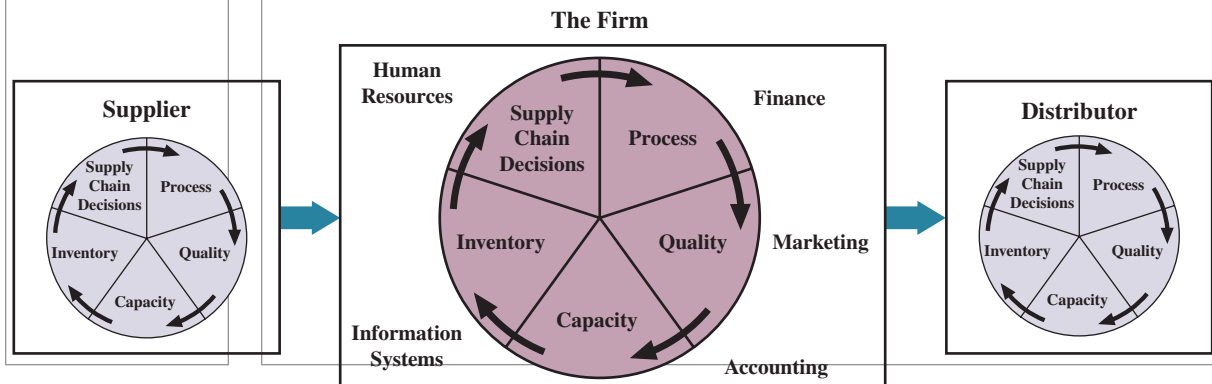 The Firm
Supplier
Supply
Chain
Decisions
Process
Quality
Capacity
Inventory
Human
Resources
Finance
Marketing
Accounting
Information
Systems
Supply
Chain
Decisions
Process
Quality
Capacity
Inventory
Distributor
Supply
Chain
Decisions
Process
Quality
Capacity
Inventory